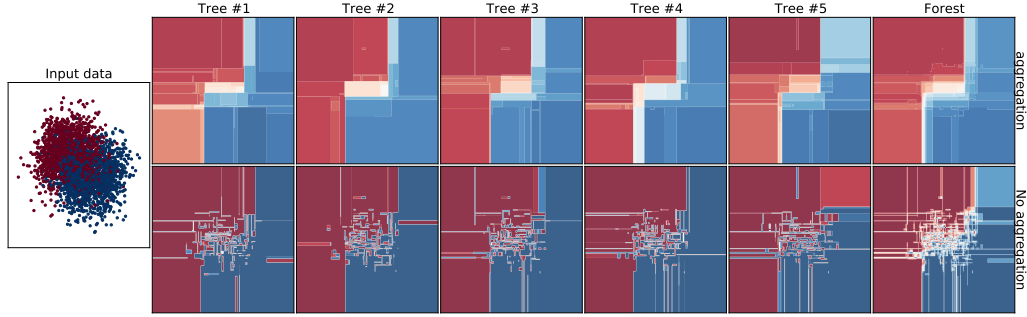 Tree #1
Tree #2
Tree #3
Tree #4
Tree #5
Forest
Input data
aggregation
No aggregation